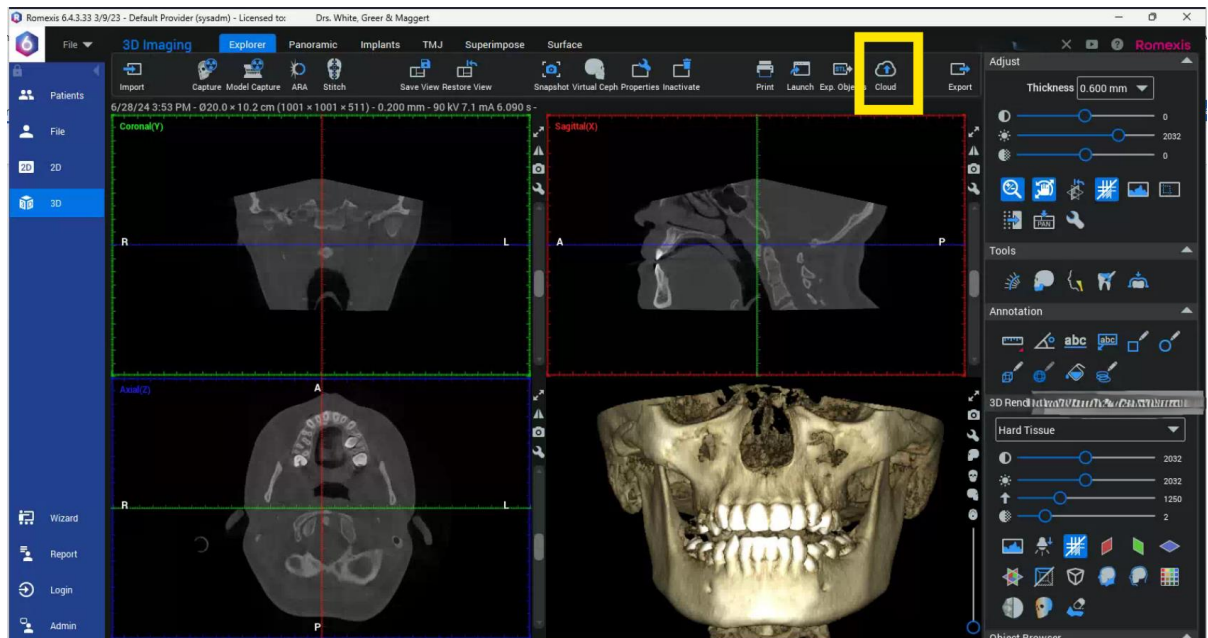 Romexis 6.4.3.33 3/9/23 - Default Provider (sysadm) - Licensed to: Drs. White, Greer & Maggert
File 3D Imaging Explorer Panoramic Implants TMJ Superimpose Surface Romexis
Import Capture Model Capture ARA Stitch Save View Restore View Snapshot Virtual Ceph Properties Inactivate Print Launch Exp. Objects Cloud Export
6/28/24 3:53 PM - Ø20.0 × 10.2 cm (1001 × 1001 × 511) - 0.200 mm - 90 kV 7.1 mA 6.090 s -
Patients
File
2D 2D
3D
Wizard
Report
Login
Admin
Coronal(Y)
R L
Sagittal(X)
A P
Axial(Z)
A
R L
P
Adjust
Thickness 0.600 mm
0
2032
0
PAN
Tools
Annotation
abc abc
3D Rend
Hard Tissue
2032
2032
1250
2
Object Browser